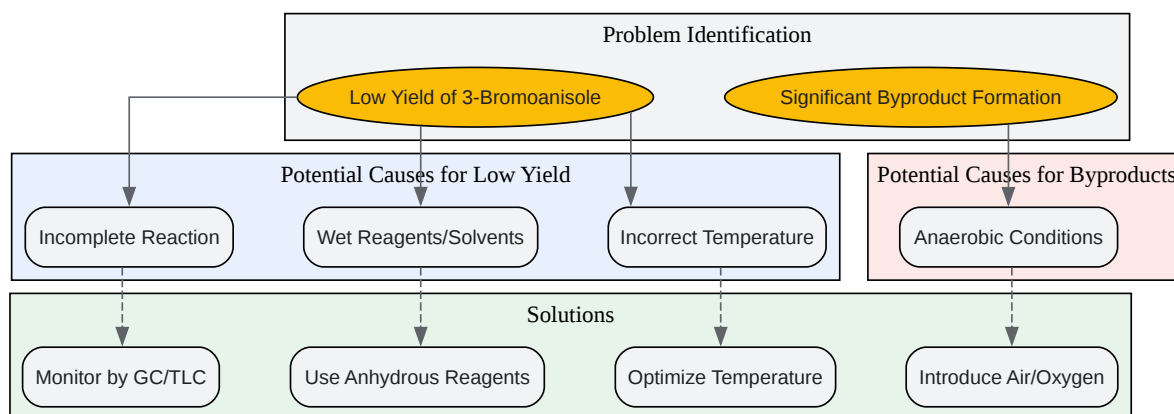 Problem Identification
Low Yield of 3-Bromoanisole
Significant Byproduct Formation
Potential Causes for Low Yield
Potential Causes for Byproducts
Incomplete Reaction
Wet Reagents/Solvents
Incorrect Temperature
Anaerobic Conditions
Solutions
Monitor by GC/TLC
Use Anhydrous Reagents
Optimize Temperature
Introduce Air/Oxygen